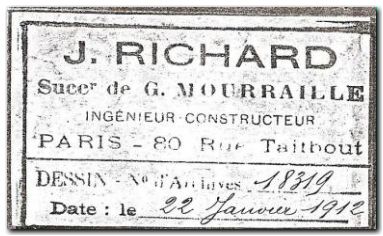 J. RICHARD
Succr de G. MOURRAILLE
INGÉNIEUR-CONSTRUCTEUR
PARIS - 80 Rue Taitbout
DESSIN - No d'Archives 18319
Date : le 22 Janvier 1912